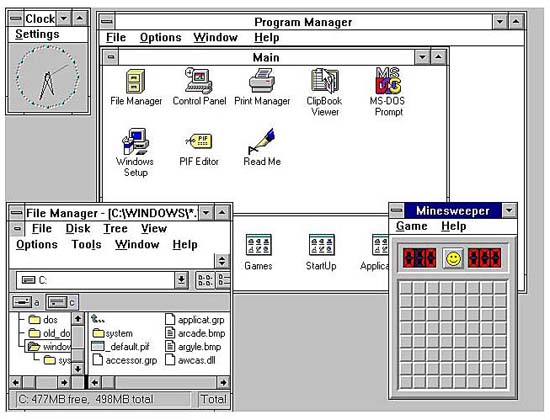 Clock
Settings
Program Manager
File Options Window Help
Main
File Manager
Control Panel
Print Manager
ClipBook
Viewer
MS-DOS
Prompt
MS
DOS
Windows
Setup
PIF
PIF Editor
Read Me
Games
StartUp
Applica
File Manager - [C:\WINDOWS\*.
File Disk Tree View
Options Tools Window Help
C:
a
c
dos
old_do
window
sys
system
_default.pif
accessor.grp
applicat.grp
arcade.bmp
argyle.bmp
awcas.dll
C: 477MB free, 498MB total
Total
Minesweeper
Game Help